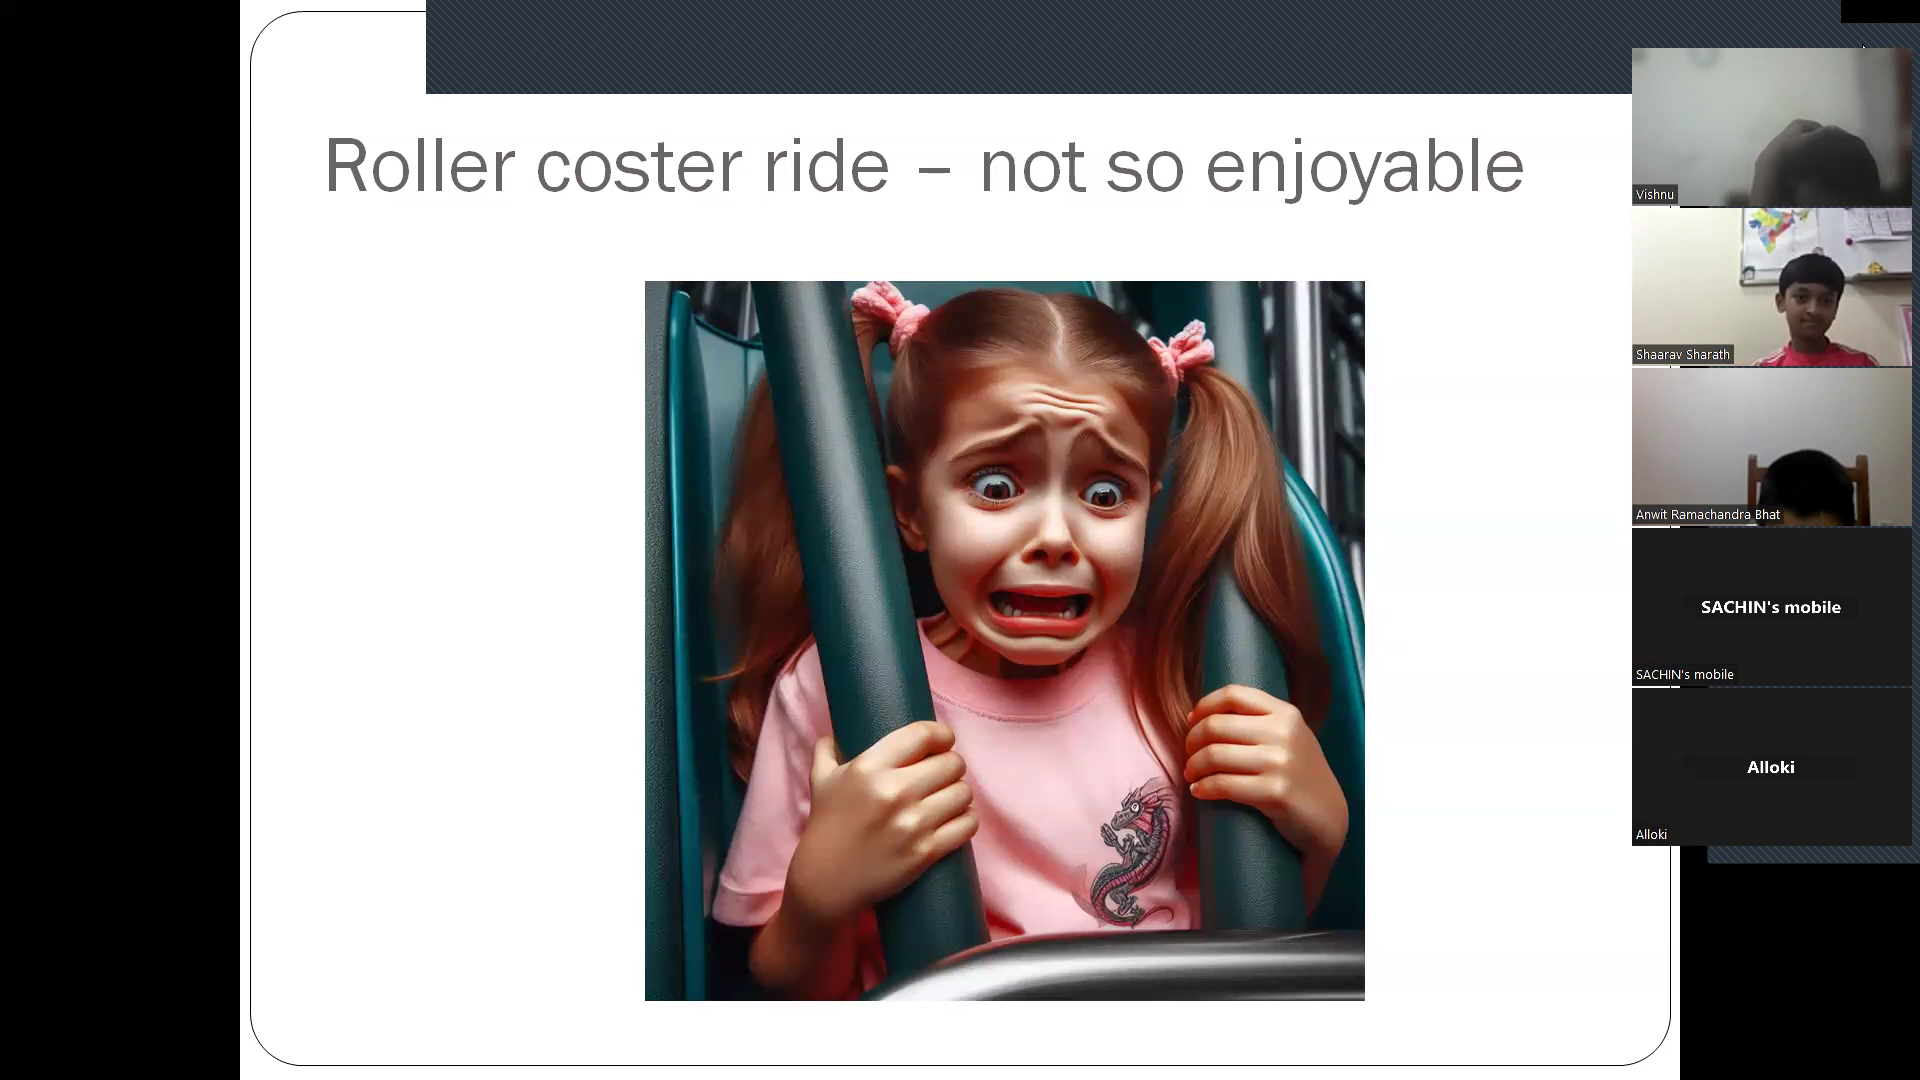 Roller coster ride – not so enjoyable
Vishnu
Shaarav Sharath
Anwit Ramachandra Bhat
SACHIN's mobile
SACHIN's mobile
Alloki
Alloki